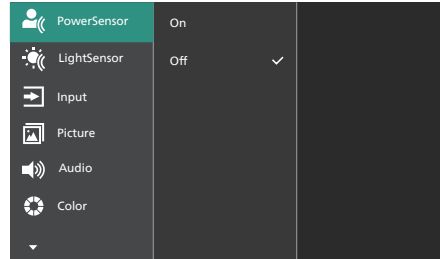 PowerSensor
On
LightSensor
Off
Input
Picture
Audio
Color